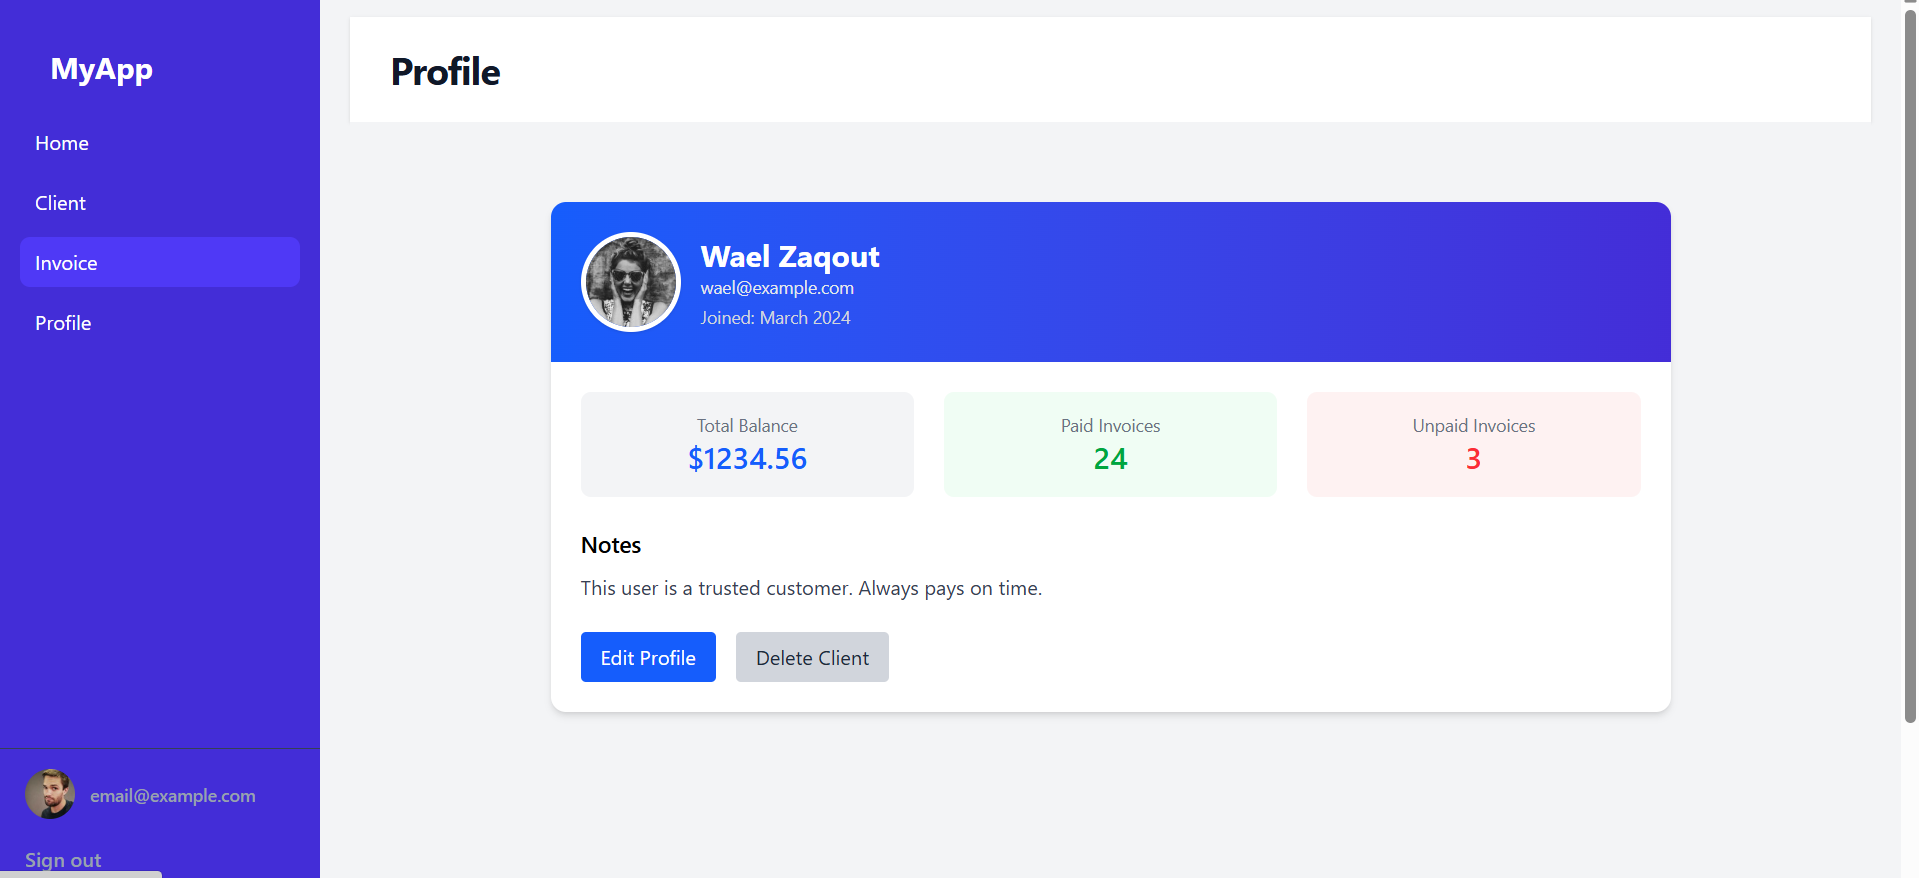 MyApp
Home
Client
Invoice
Profile
email@example.com
Sign out
Profile
Wael Zaqout
wael@example.com
Joined: March 2024
Total Balance
$1234.56
Paid Invoices
24
Unpaid Invoices
3
Notes
This user is a trusted customer. Always pays on time.
Edit Profile
Delete Client